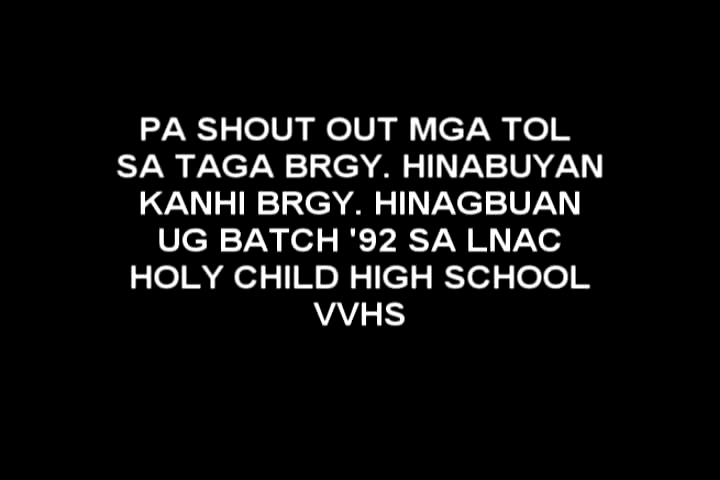 PA SHOUT OUT MGA TOL
SA TAGA BRGY. HINABUYAN
KANHI BRGY. HINAGBUAN
UG BATCH '92 SA LNAC
HOLY CHILD HIGH SCHOOL
VVHS